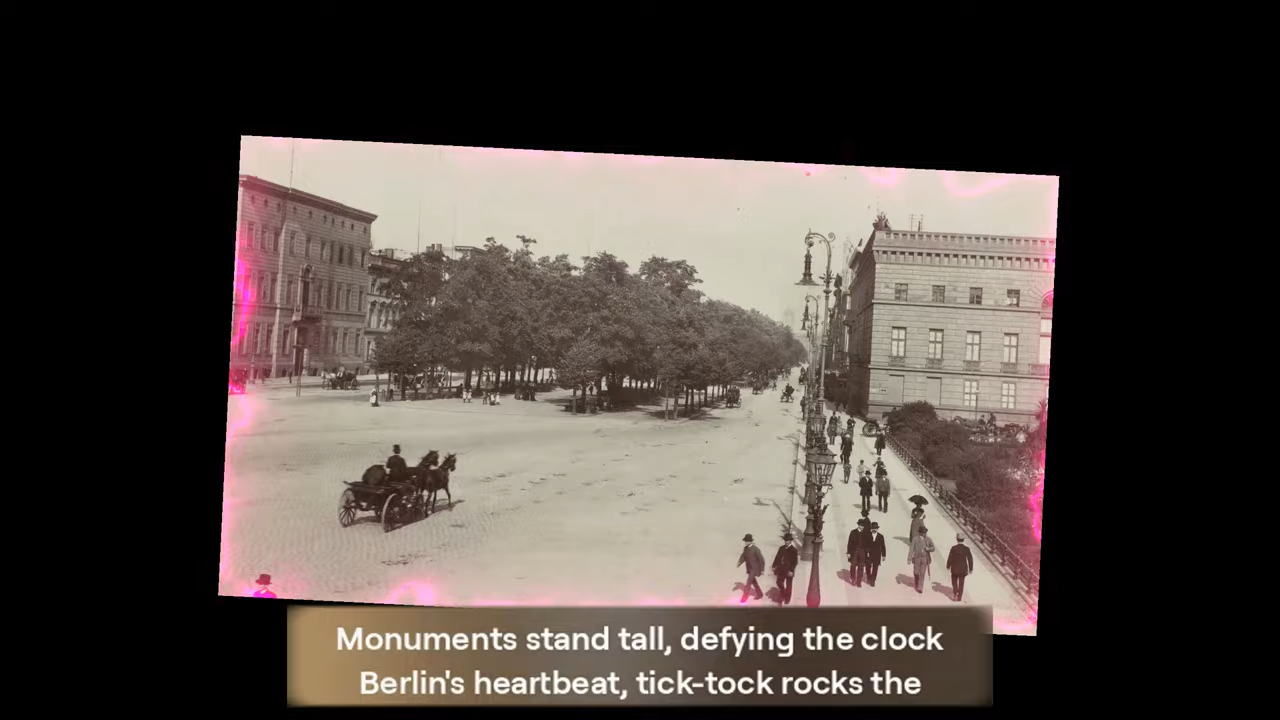 Monuments stand tall, defying the clock
Berlin's heartbeat, tick-tock rocks the